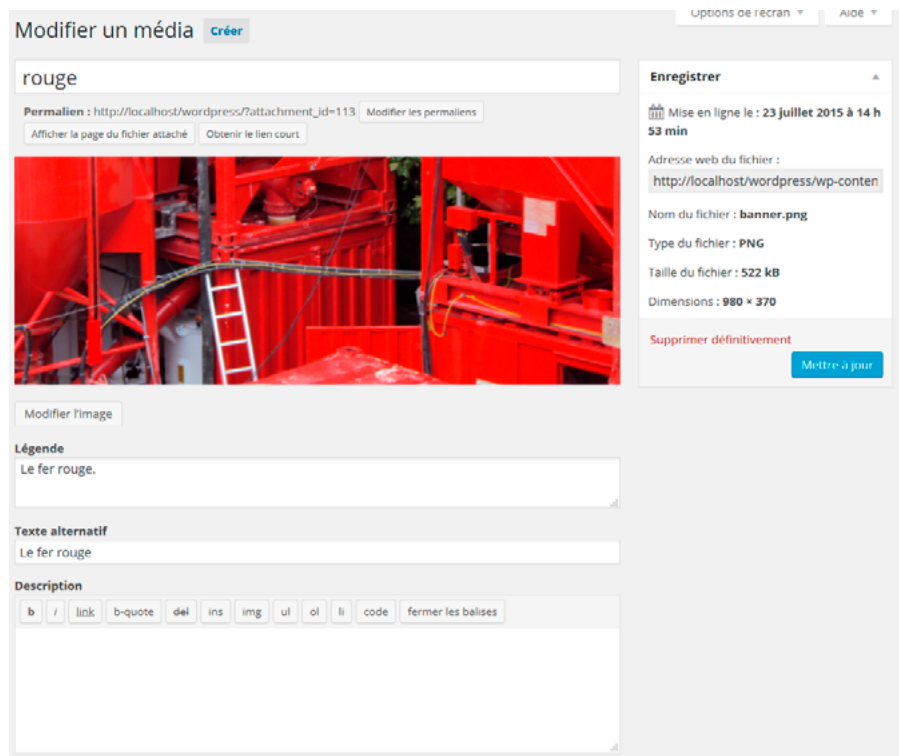 Options de l'écran
Aide
Modifier un média Créer
rouge
Permalien : http://localhost/wordpress/?attachment_id=113 Modifier les permaliens
Afficher la page du fichier attaché Obtenir le lien court
Modifier l'image
Légende
Le fer rouge.
Texte alternatif
Le fer rouge
Description
b i link b-quote del ins img ul ol li code fermer les balises
Enregistrer
Mise en ligne le : 23 juillet 2015 à 14 h
53 min
Adresse web du fichier :
http://localhost/wordpress/wp-conten
Nom du fichier : banner.png
Type du fichier : PNG
Taille du fichier : 522 kB
Dimensions : 980 × 370
Supprimer définitivement
Mettre à jour